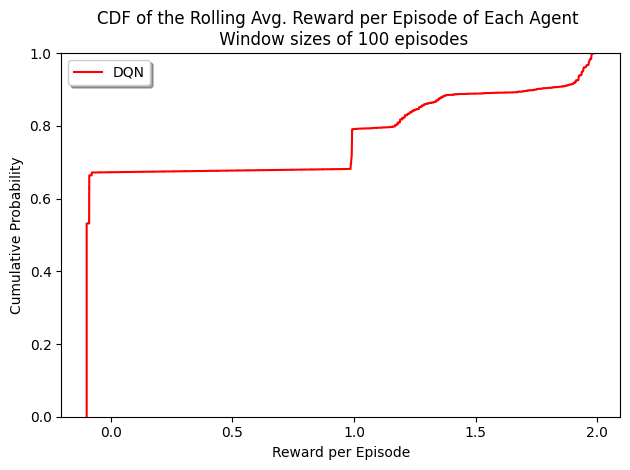 CDF of the Rolling Avg. Reward per Episode of Each Agent
Window sizes of 100 episodes
DQN
1.0
0.8
0.6
0.4
0.2
0.0
Cumulative Probability
0.0 0.5 1.0 1.5 2.0
Reward per Episode